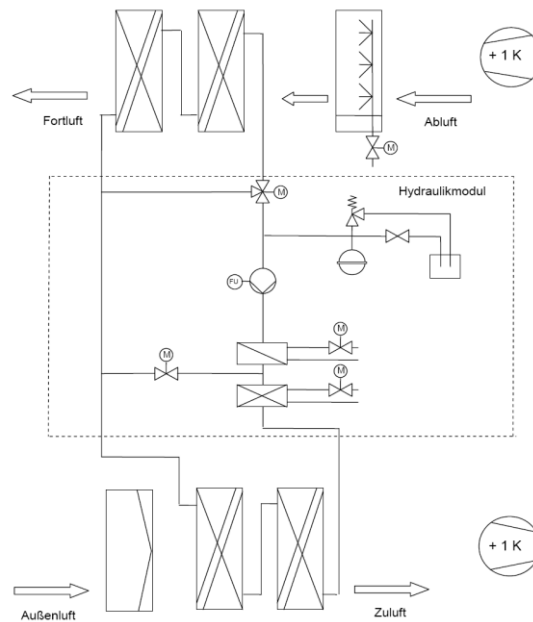 + 1 K
Fortluft
Abluft
M
Hydraulikmodul
M
FU
M
M
M
+ 1 K
Außenluft
Zuluft